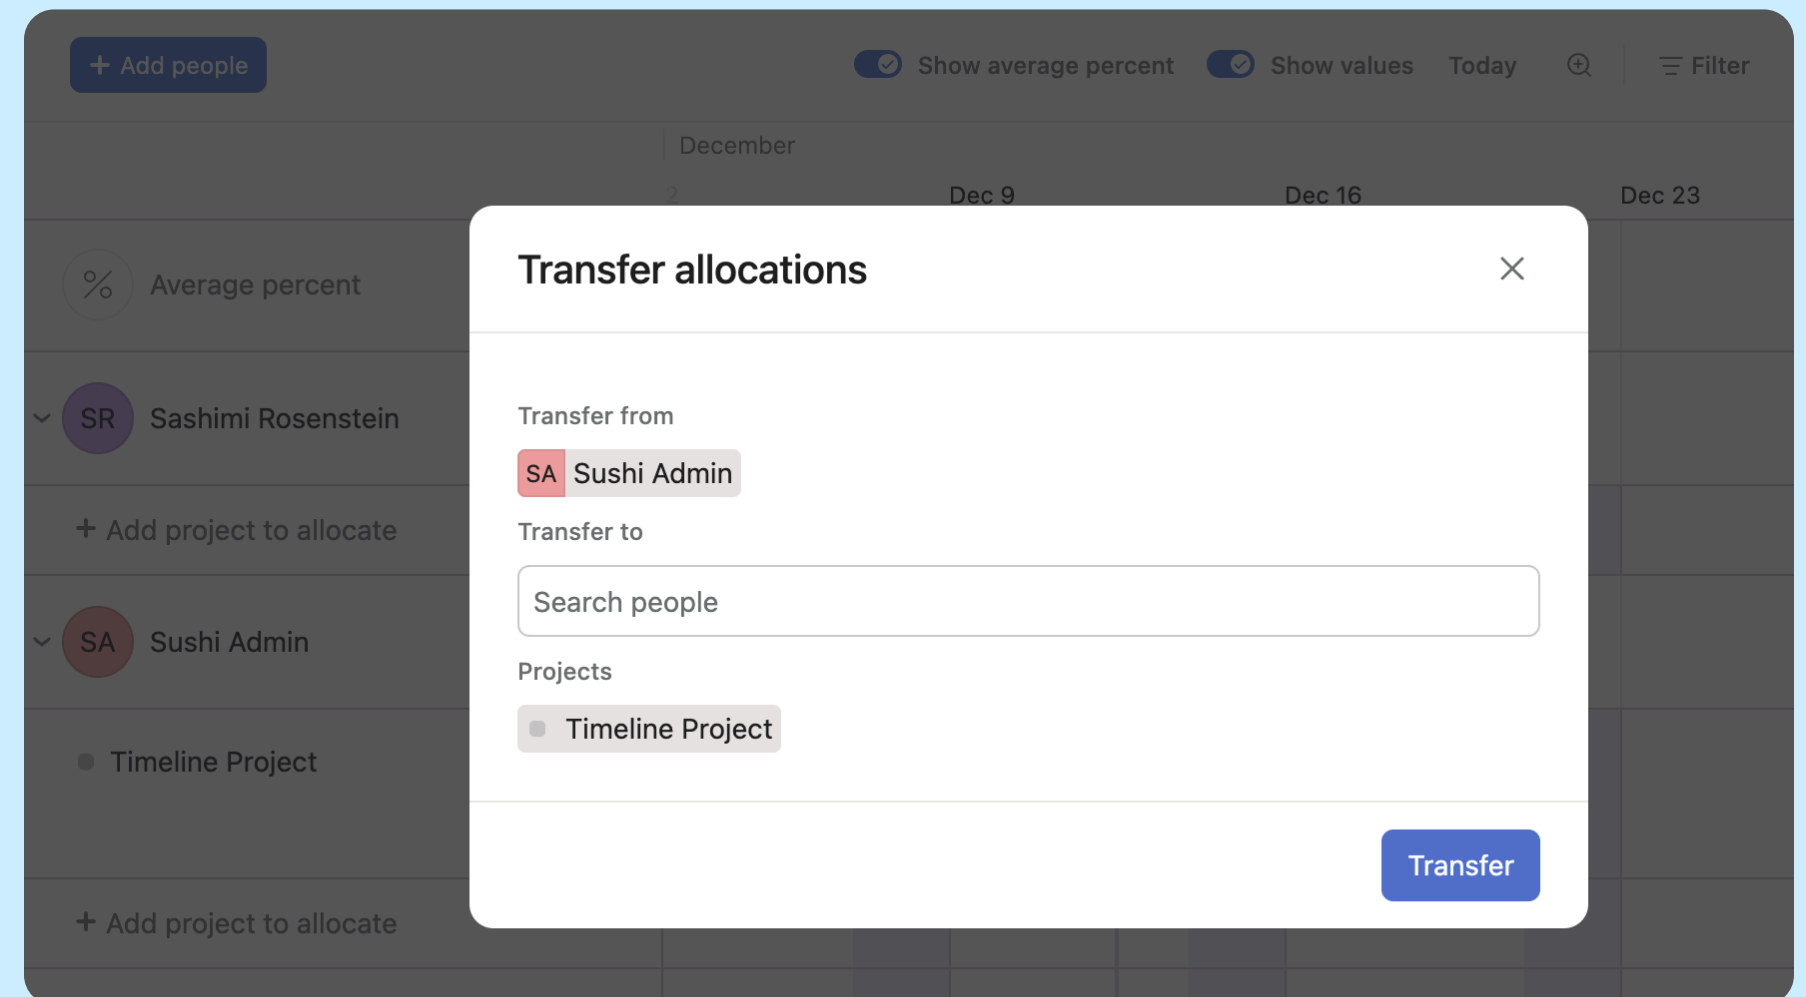 + Add people
Show average percent
Show values
Today
Filter
December
2
Dec 9
Dec 16
Dec 23
% Average percent
SR Sashimi Rosenstein
+ Add project to allocate
SA Sushi Admin
Timeline Project
+ Add project to allocate
Transfer allocations
Transfer from
SA Sushi Admin
Transfer to
Search people
Projects
Timeline Project
Transfer